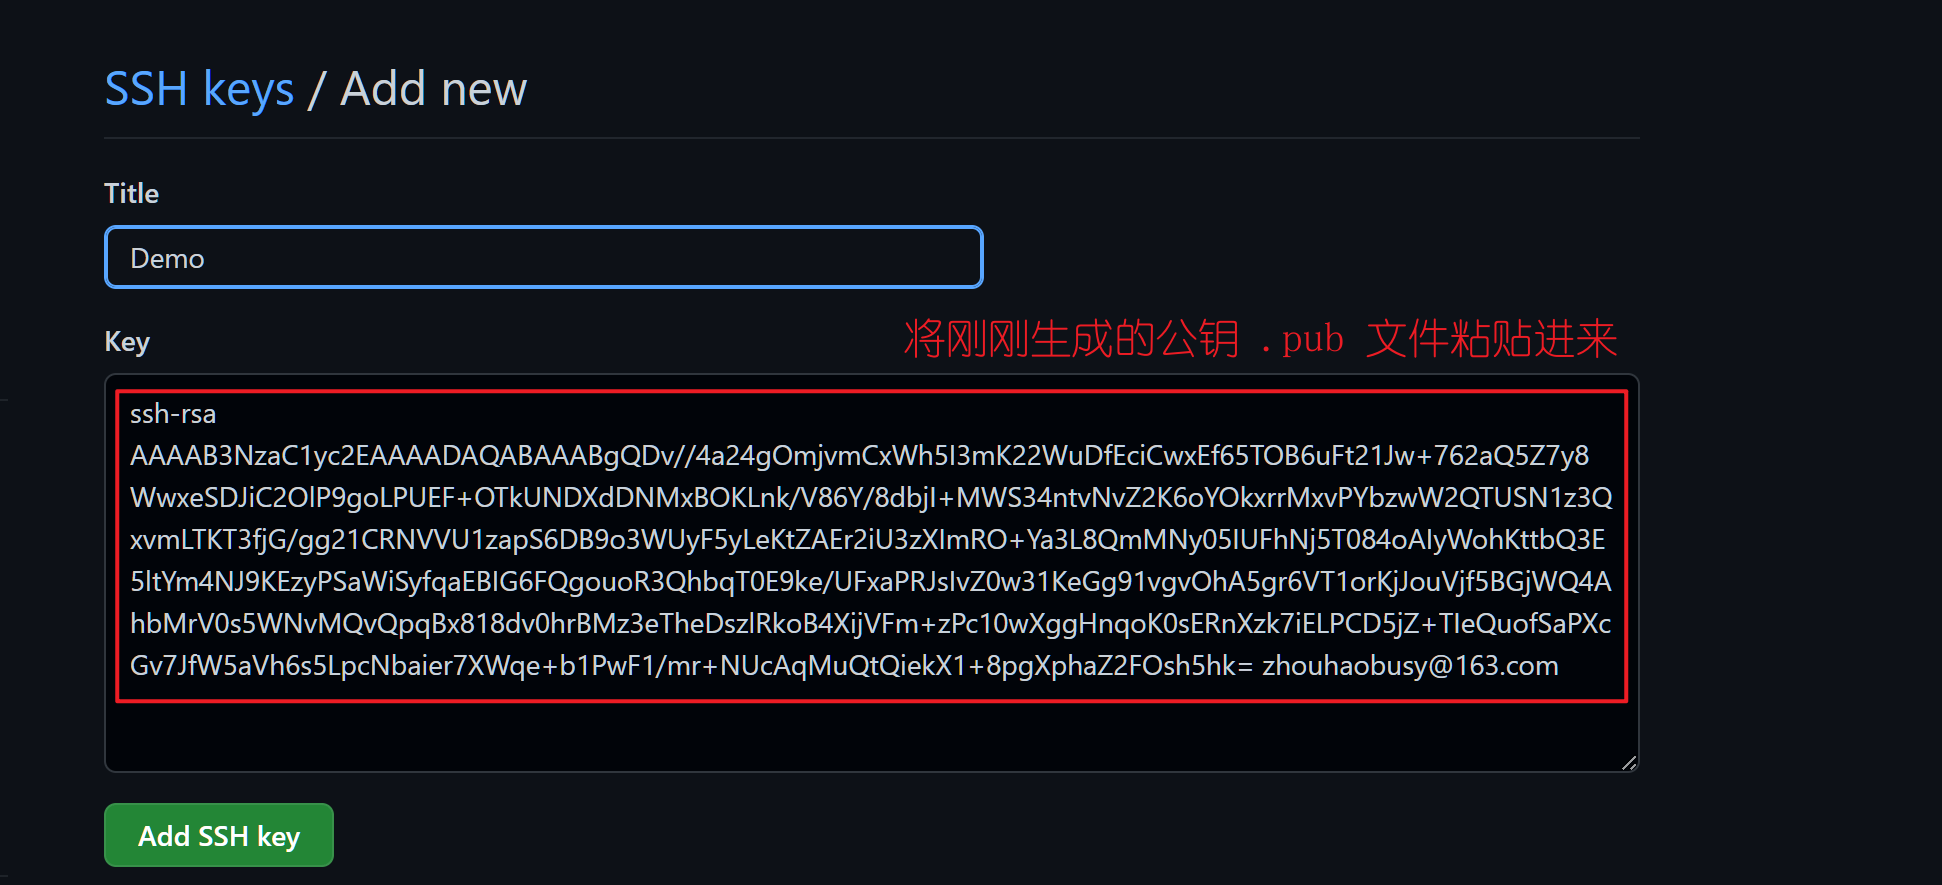 SSH keys / Add new
Title
Demo
Key
将刚刚生成的公钥 .pub 文件粘贴进来
ssh-rsa
AAAAB3NzaC1yc2EAAAADAQABAAABgQDv//4a24gOmjvmCxWh5I3mK22WuDfEciCwxEf65TOB6uFt21Jw+762aQ5Z7y8
WwxeSDJiC2OlP9goLPUEF+OTkUNDXdDNMxBOKLnk/V86Y/8dbjI+MWS34ntvNvZ2K6oYOkxrrMxvPYbzwW2QTUSN1z3Q
xvmLTKT3fjG/gg21CRNVVU1zapS6DB9o3WUyF5yLeKtZAEr2iU3zXImRO+Ya3L8QmMNy05IUFhNj5T084oAIyWohKttbQ3E
5ltYm4NJ9KEzyPSaWiSyfqaEBIG6FQgouoR3QhbqT0E9ke/UFxaPRJsIvZ0w31KeGg91vgvOhA5gr6VT1orKjJouVjf5BGjWQ4A
hbMrV0s5WNvMQvQpqBx818dv0hrBMz3eTheDszlRkoB4XijVFm+zPc10wXggHnqoK0sERnXzk7iELPCD5jZ+TIeQuofSaPXc
Gv7JfW5aVh6s5LpcNbaier7XWqe+b1PwF1/mr+NUcAqMuQtQiekX1+8pgXphaZ2FOsh5hk= zhouhaobusy@163.com
Add SSH key